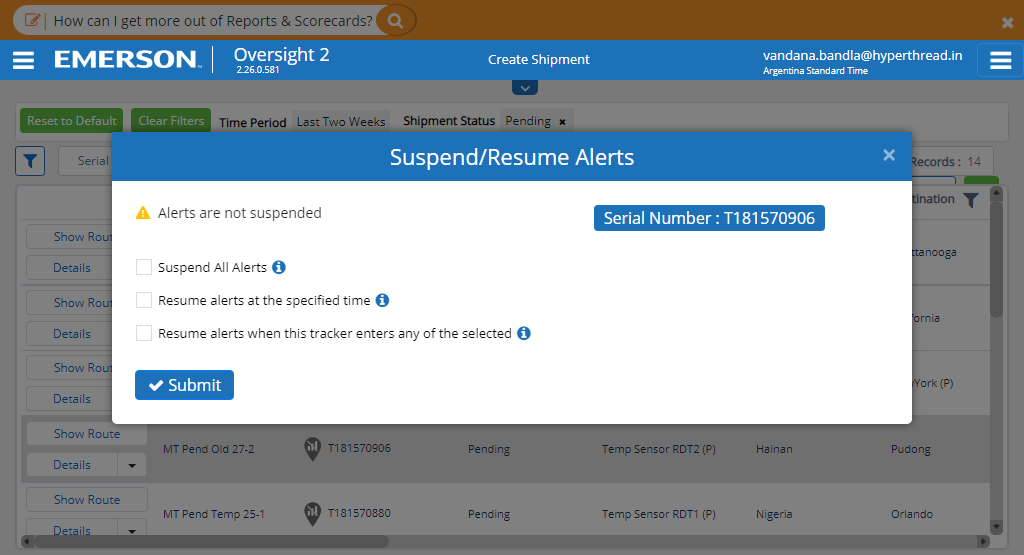 How can I get more out of Reports & Scorecards?
EMERSON.
Oversight 2
2.26.0.581
Create Shipment
vandana.bandla@hyperthread.in
Argentina Standard Time
Reset to Default
Clear Filters
Time Period
Last Two Weeks
Shipment Status
Pending ×
Serial
Records : 14
Suspend/Resume Alerts
×
Alerts are not suspended
Serial Number : T181570906
Suspend All Alerts
Resume alerts at the specified time
Resume alerts when this tracker enters any of the selected
Submit
tination
Show Rout
Details
ttanooga
Show Rout
Details
fornia
Show Rout
Details
York (P)
Show Route
Details
MT Pend Old 27-2
T181570906
Pending
Temp Sensor RDT2 (P)
Hainan
Pudong
Show Route
Details
MT Pend Temp 25-1
T181570880
Pending
Temp Sensor RDT1 (P)
Nigeria
Orlando